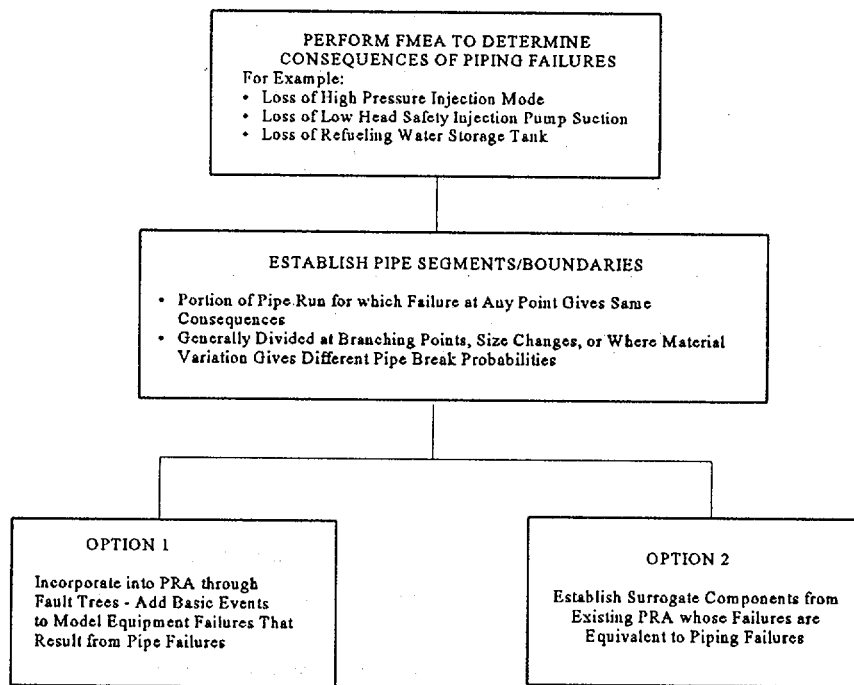 PERFORM FMEA TO DETERMINE
CONSEQUENCES OF PIPING FAILURES
For Example:
• Loss of High Pressure Injection Mode
• Loss of Low Head Safety Injection Pump Suction
• Loss of Refueling Water Storage Tank
ESTABLISH PIPE SEGMENTS/BOUNDARIES
• Portion of Pipe Run for which Failure at Any Point Gives Same
Consequences
• Generally Divided at Branching Points, Size Changes, or Where Material
Variation Gives Different Pipe Break Probabilities
OPTION 1
Incorporate into PRA through
Fault Trees - Add Basic Events
to Model Equipment Failures That
Result from Pipe Failures
OPTION 2
Establish Surrogate Components from
Existing PRA whose Failures are
Equivalent to Piping Failures